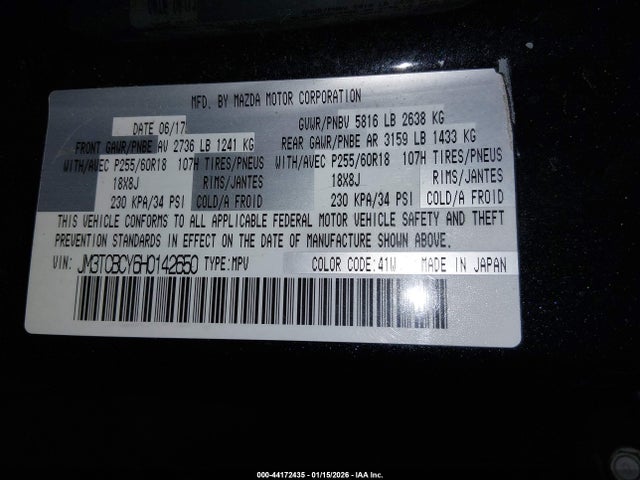 MFD. BY MAZDA MOTOR CORPORATION
DATE 06/17 GVWR/PNBV 5816 LB 2638 KG
FRONT GAWR/PNBE AV 2736 LB 1241 KG REAR GAWR/PNBE AR 3159 LB 1433 KG
WITH/AVEC P255/60R18 107H TIRES/PNEUS WITH/AVEC P255/60R18 107H TIRES/PNEUS
18X8J RIMS/JANTES 18X8J RIMS/JANTES
230 KPA/34 PSI COLD/A FROID 230 KPA/34 PSI COLD/A FROID
THIS VEHICLE CONFORMS TO ALL APPLICABLE FEDERAL MOTOR VEHICLE SAFETY AND THEFT
PREVENTION STANDARDS IN EFFECT ON THE DATE OF MANUFACTURE SHOWN ABOVE.
VIN: JM3TCBCY6H0142650 TYPE:MPV COLOR CODE:41W MADE IN JAPAN
000-44172435 - 01/15/2026 - IAA Inc.